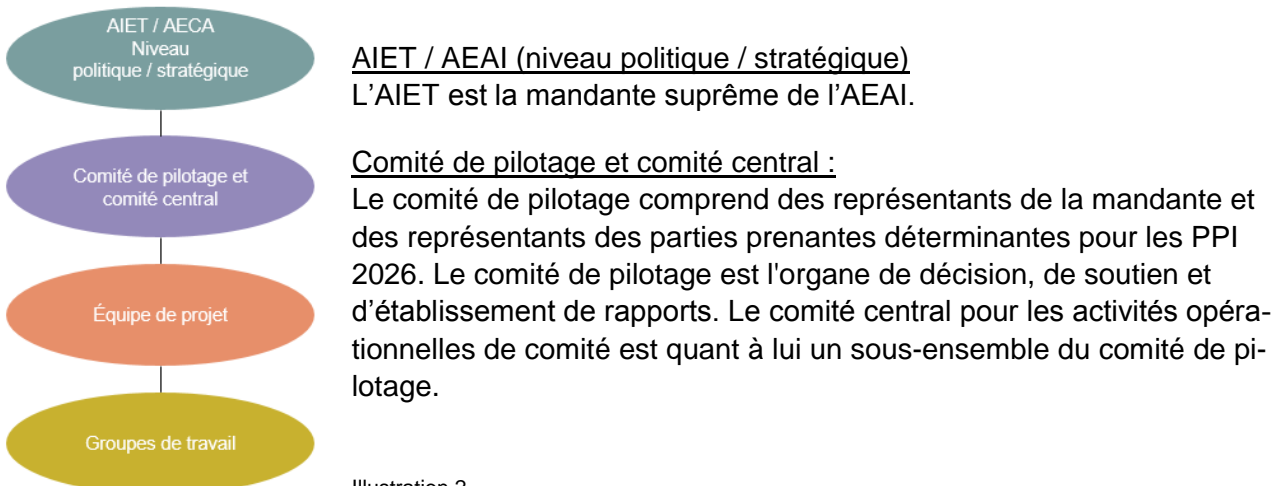 AIET / AECA
Niveau
politique / stratégique
Comité de pilotage et
comité central
Équipe de projet
Groupes de travail
AIET / AEAI (niveau politique / stratégique)
L’AIET est la mandante suprême de l’AEAI.
Comité de pilotage et comité central :
Le comité de pilotage comprend des représentants de la mandante et
des représentants des parties prenantes déterminantes pour les PPI
2026. Le comité de pilotage est l'organe de décision, de soutien et
d’établissement de rapports. Le comité central pour les activités opéra-
tionnelles de comité est quant à lui un sous-ensemble du comité de pi-
lotage.